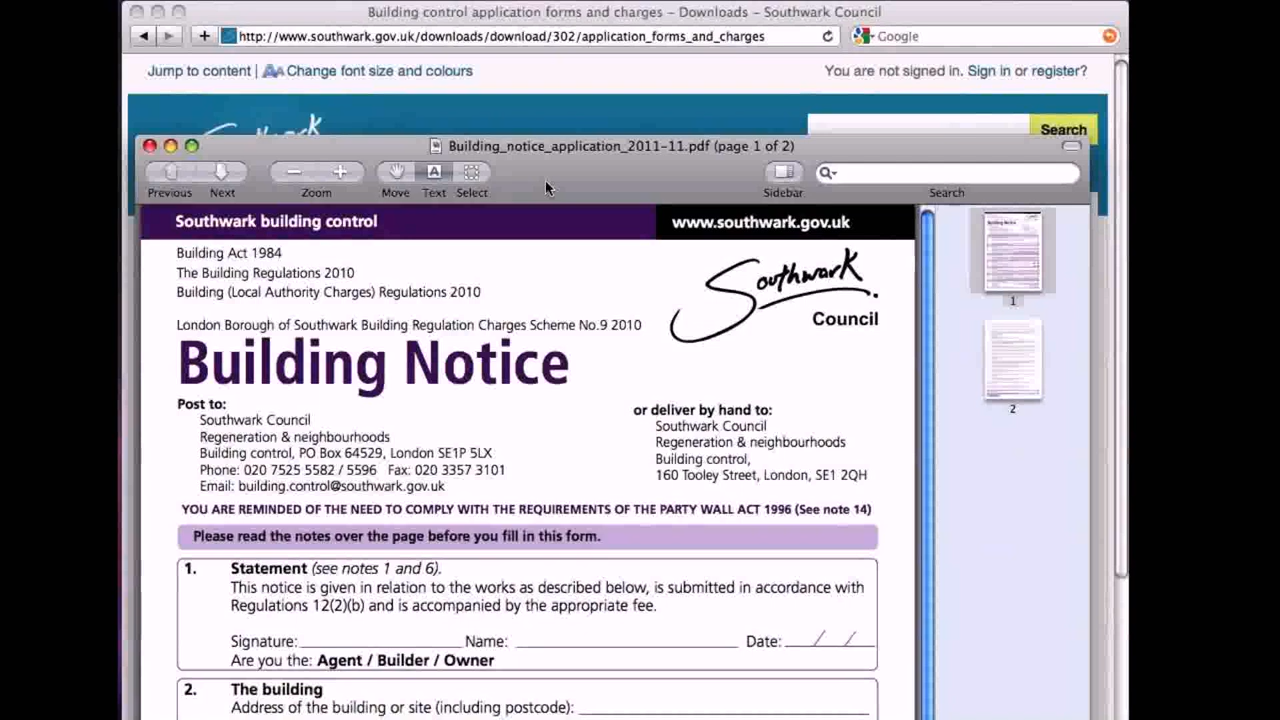 Building control application forms and charges – Downloads – Southwark Council
http://www.southwark.gov.uk/downloads/download/302/application_forms_and_charges
Google
Jump to content | AA Change font size and colours
You are not signed in. Sign in or register?
Southwark
Search
Building_notice_application_2011-11.pdf (page 1 of 2)
Previous Next Zoom Move Text Select Sidebar Search
Southwark building control
www.southwark.gov.uk
Building Act 1984
The Building Regulations 2010
Building (Local Authority Charges) Regulations 2010
Southwark
Council
London Borough of Southwark Building Regulation Charges Scheme No.9 2010
Building Notice
Post to:
Southwark Council
Regeneration & neighbourhoods
Building control, PO Box 64529, London SE1P 5LX
Phone: 020 7525 5582 / 5596 Fax: 020 3357 3101
Email: building.control@southwark.gov.uk
or deliver by hand to:
Southwark Council
Regeneration & neighbourhoods
Building control,
160 Tooley Street, London, SE1 2QH
YOU ARE REMINDED OF THE NEED TO COMPLY WITH THE REQUIREMENTS OF THE PARTY WALL ACT 1996 (See note 14)
Please read the notes over the page before you fill in this form.
1. Statement (see notes 1 and 6).
This notice is given in relation to the works as described below, is submitted in accordance with
Regulations 12(2)(b) and is accompanied by the appropriate fee.
Signature: Name: Date: / /
Are you the: Agent / Builder / Owner
2. The building
Address of the building or site (including postcode):
Building Notice
1
2